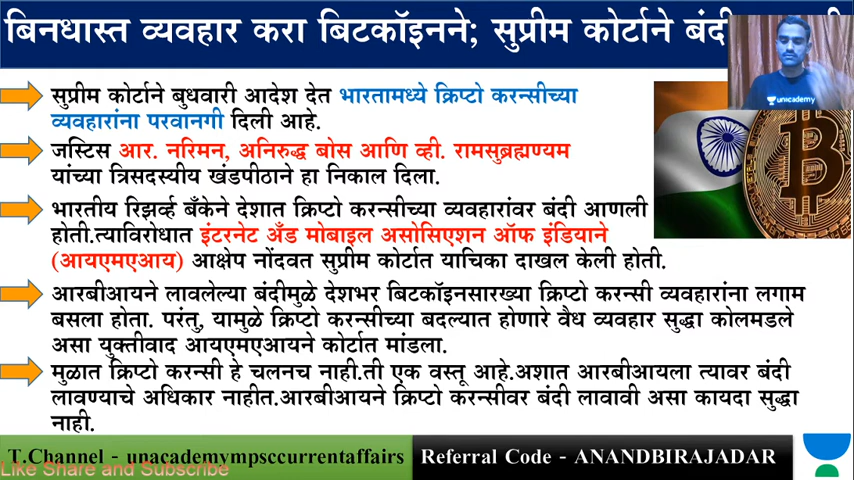 बिनधास्त व्यवहार करा बिटकॉइनने; सुप्रीम कोर्टाने बंदी
unacademy
सुप्रीम कोर्टाने बुधवारी आदेश देत भारतामध्ये क्रिप्टो करन्सीच्या
व्यवहारांना परवानगी दिली आहे.
जस्टिस आर. नरिमन, अनिरुद्ध बोस आणि व्ही. रामसुब्रह्मण्यम
यांच्या त्रिसदस्यीय खंडपीठाने हा निकाल दिला.
भारतीय रिझर्व्ह बँकेने देशात क्रिप्टो करन्सीच्या व्यवहारांवर बंदी आणली
होती.त्याविरोधात इंटरनेट अँड मोबाइल असोसिएशन ऑफ इंडियाने
(आयएमएआय) आक्षेप नोंदवत सुप्रीम कोर्टात याचिका दाखल केली होती.
आरबीआयने लावलेल्या बंदीमुळे देशभर बिटकॉइनसारख्या क्रिप्टो करन्सी व्यवहारांना लगाम
बसला होता. परंतु, यामुळे क्रिप्टो करन्सीच्या बदल्यात होणारे वैध व्यवहार सुद्धा कोलमडले
असा युक्तीवाद आयएमएआयने कोर्टात मांडला.
मुळात क्रिप्टो करन्सी हे चलनच नाही.ती एक वस्तू आहे.अशात आरबीआयला त्यावर बंदी
लावण्याचे अधिकार नाहीत.आरबीआयने क्रिप्टो करन्सीवर बंदी लावावी असा कायदा सुद्धा
नाही.
T.Channel - unacademympsccurrentaffairs
Referral Code - ANANDBIRAJADAR
Like Share and Subscribe